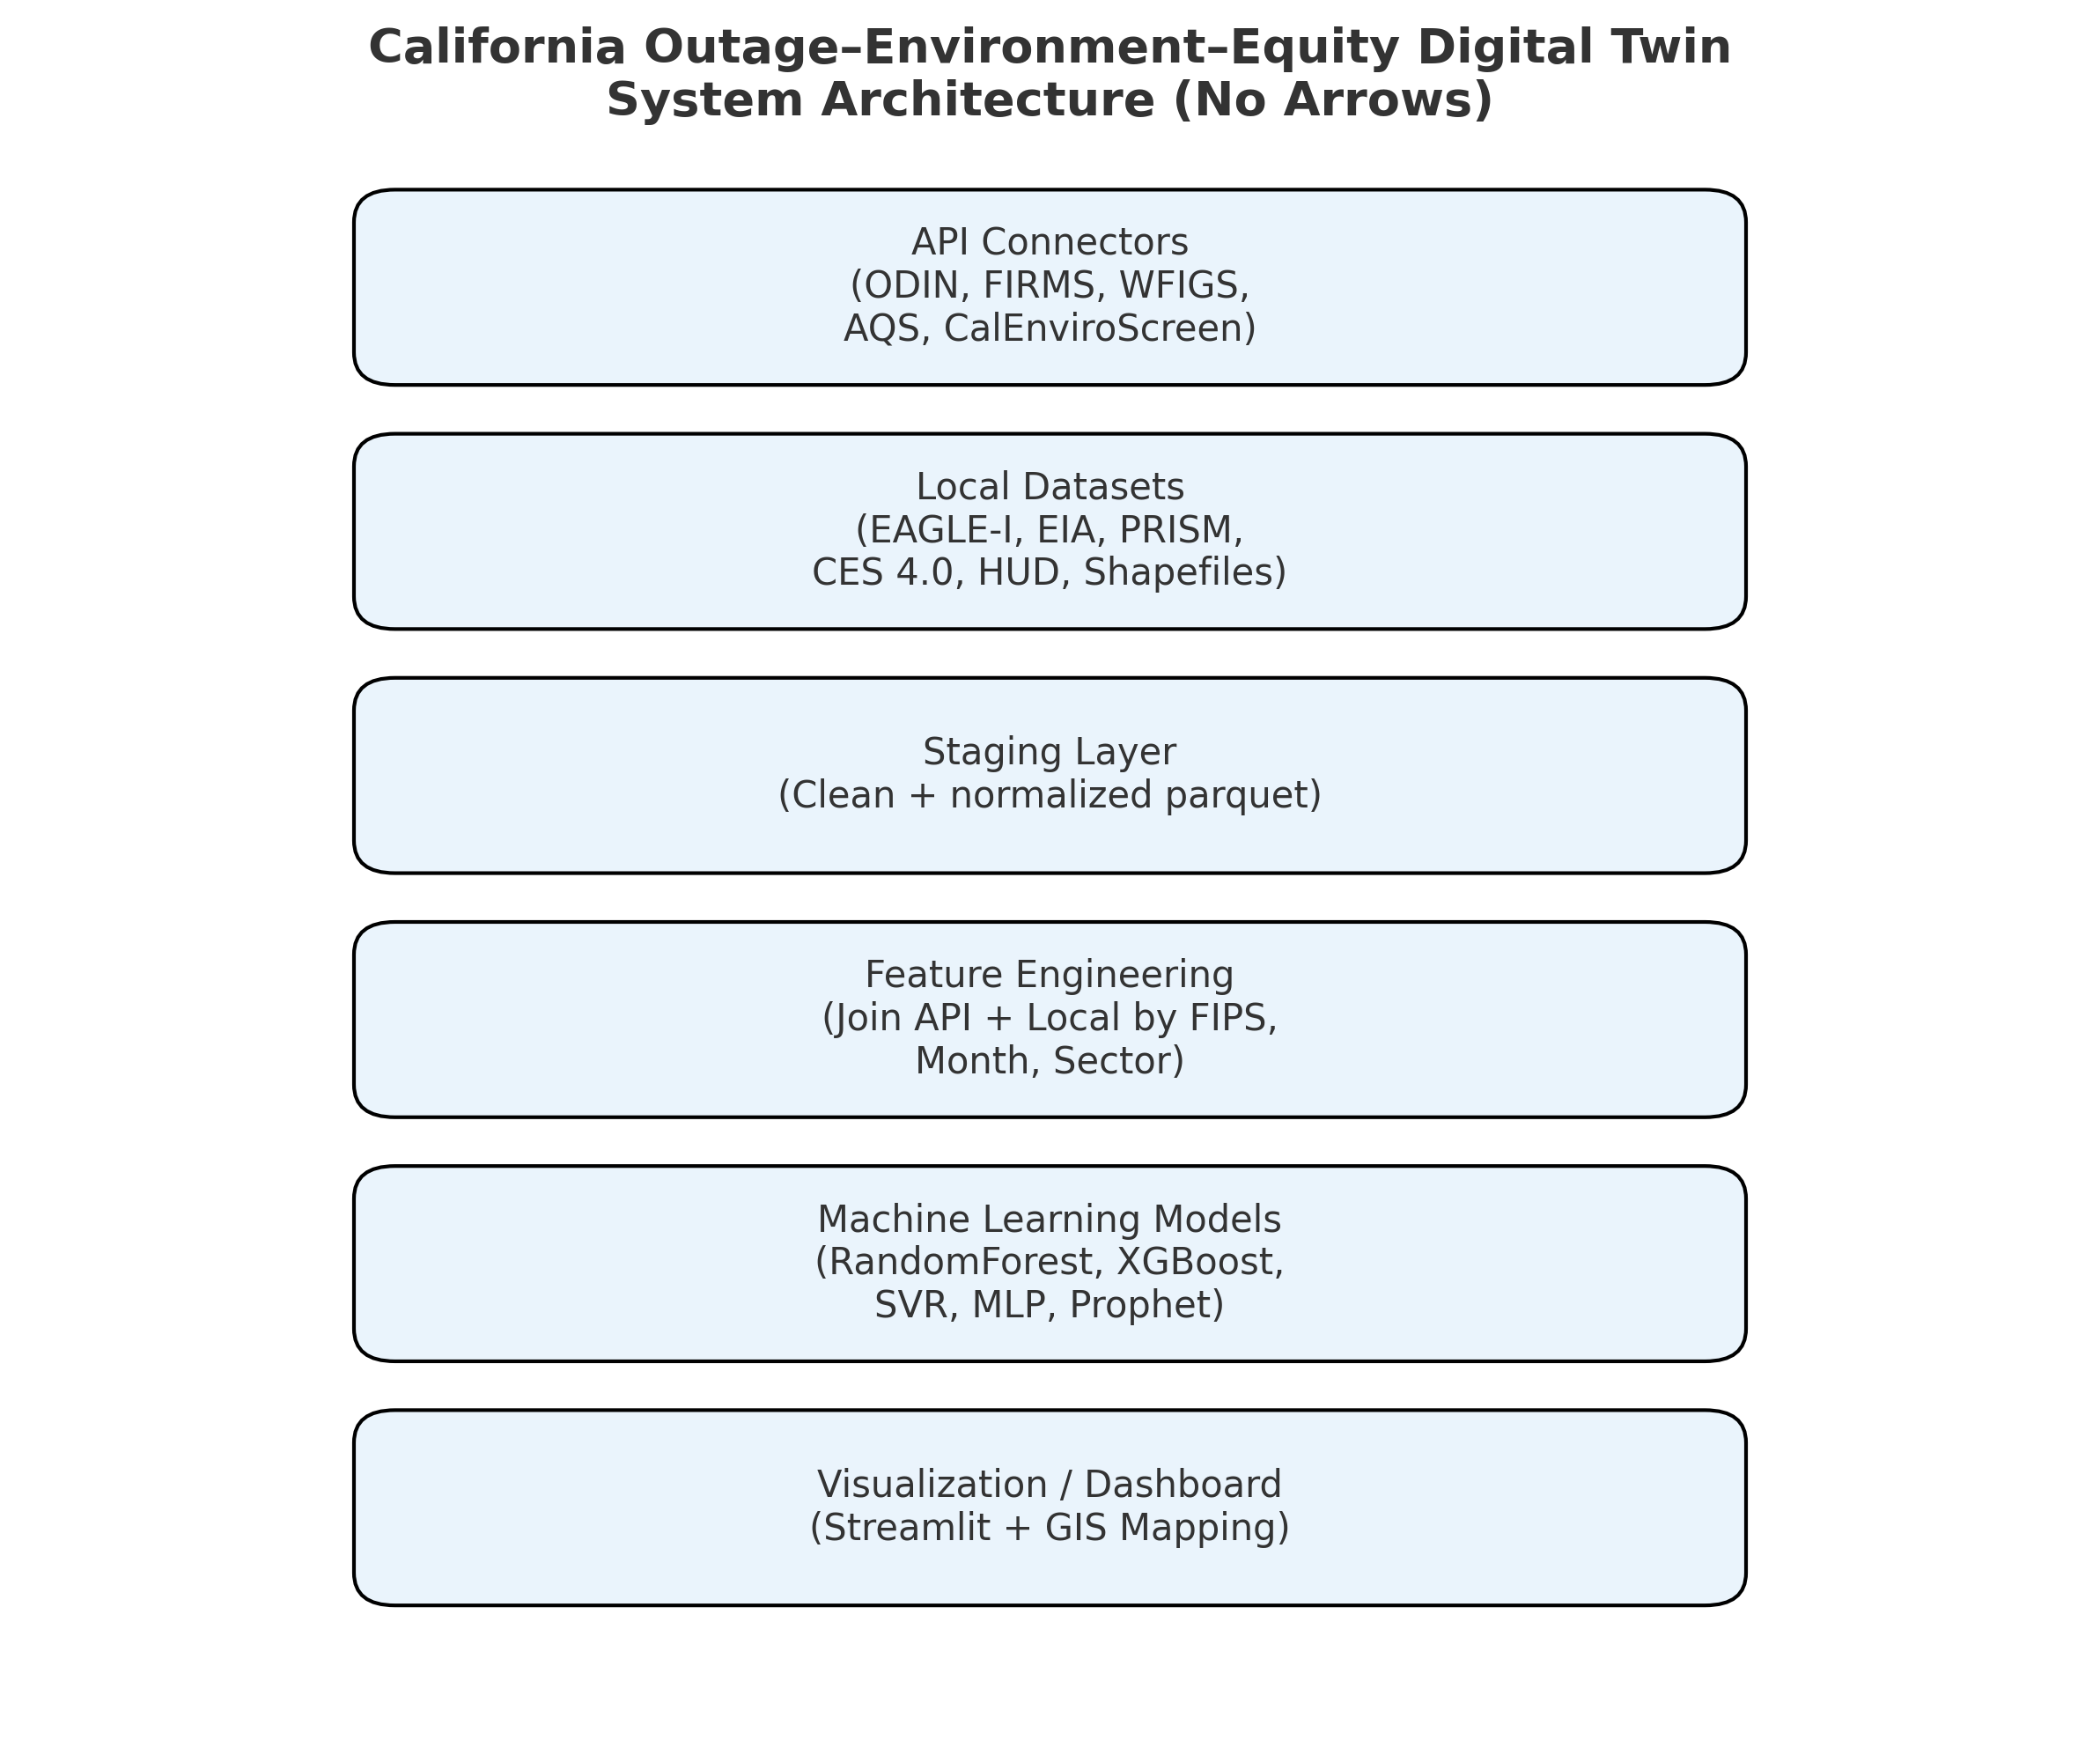 California Outage–Environment–Equity Digital Twin
System Architecture (No Arrows)
API Connectors
(ODIN, FIRMS, WFIGS,
AQS, CalEnviroScreen)
Local Datasets
(EAGLE-I, EIA, PRISM,
CES 4.0, HUD, Shapefiles)
Staging Layer
(Clean + normalized parquet)
Feature Engineering
(Join API + Local by FIPS,
Month, Sector)
Machine Learning Models
(RandomForest, XGBoost,
SVR, MLP, Prophet)
Visualization / Dashboard
(Streamlit + GIS Mapping)